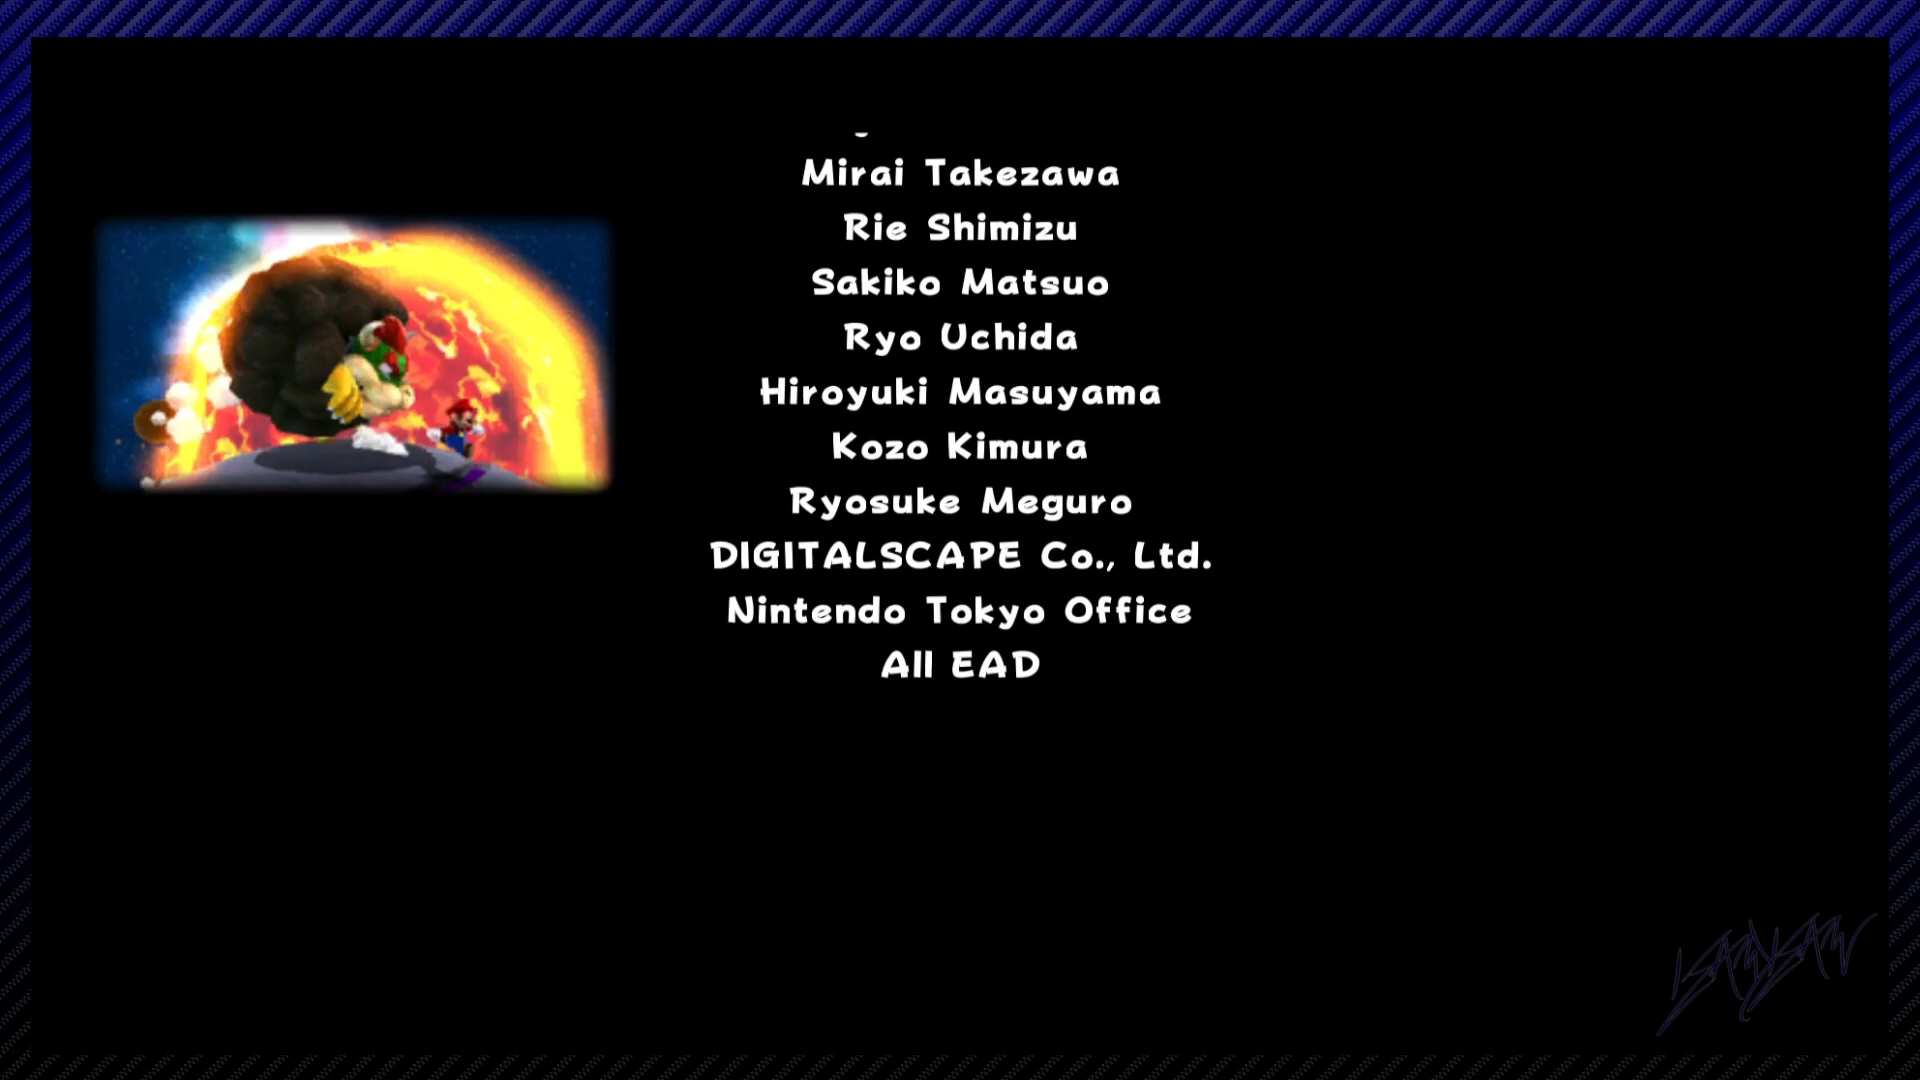 Mirai Takezawa
Rie Shimizu
Sakiko Matsuo
Ryo Uchida
Hiroyuki Masuyama
Kozo Kimura
Ryosuke Meguro
DIGITALSCAPE Co., Ltd.
Nintendo Tokyo Office
All EAD